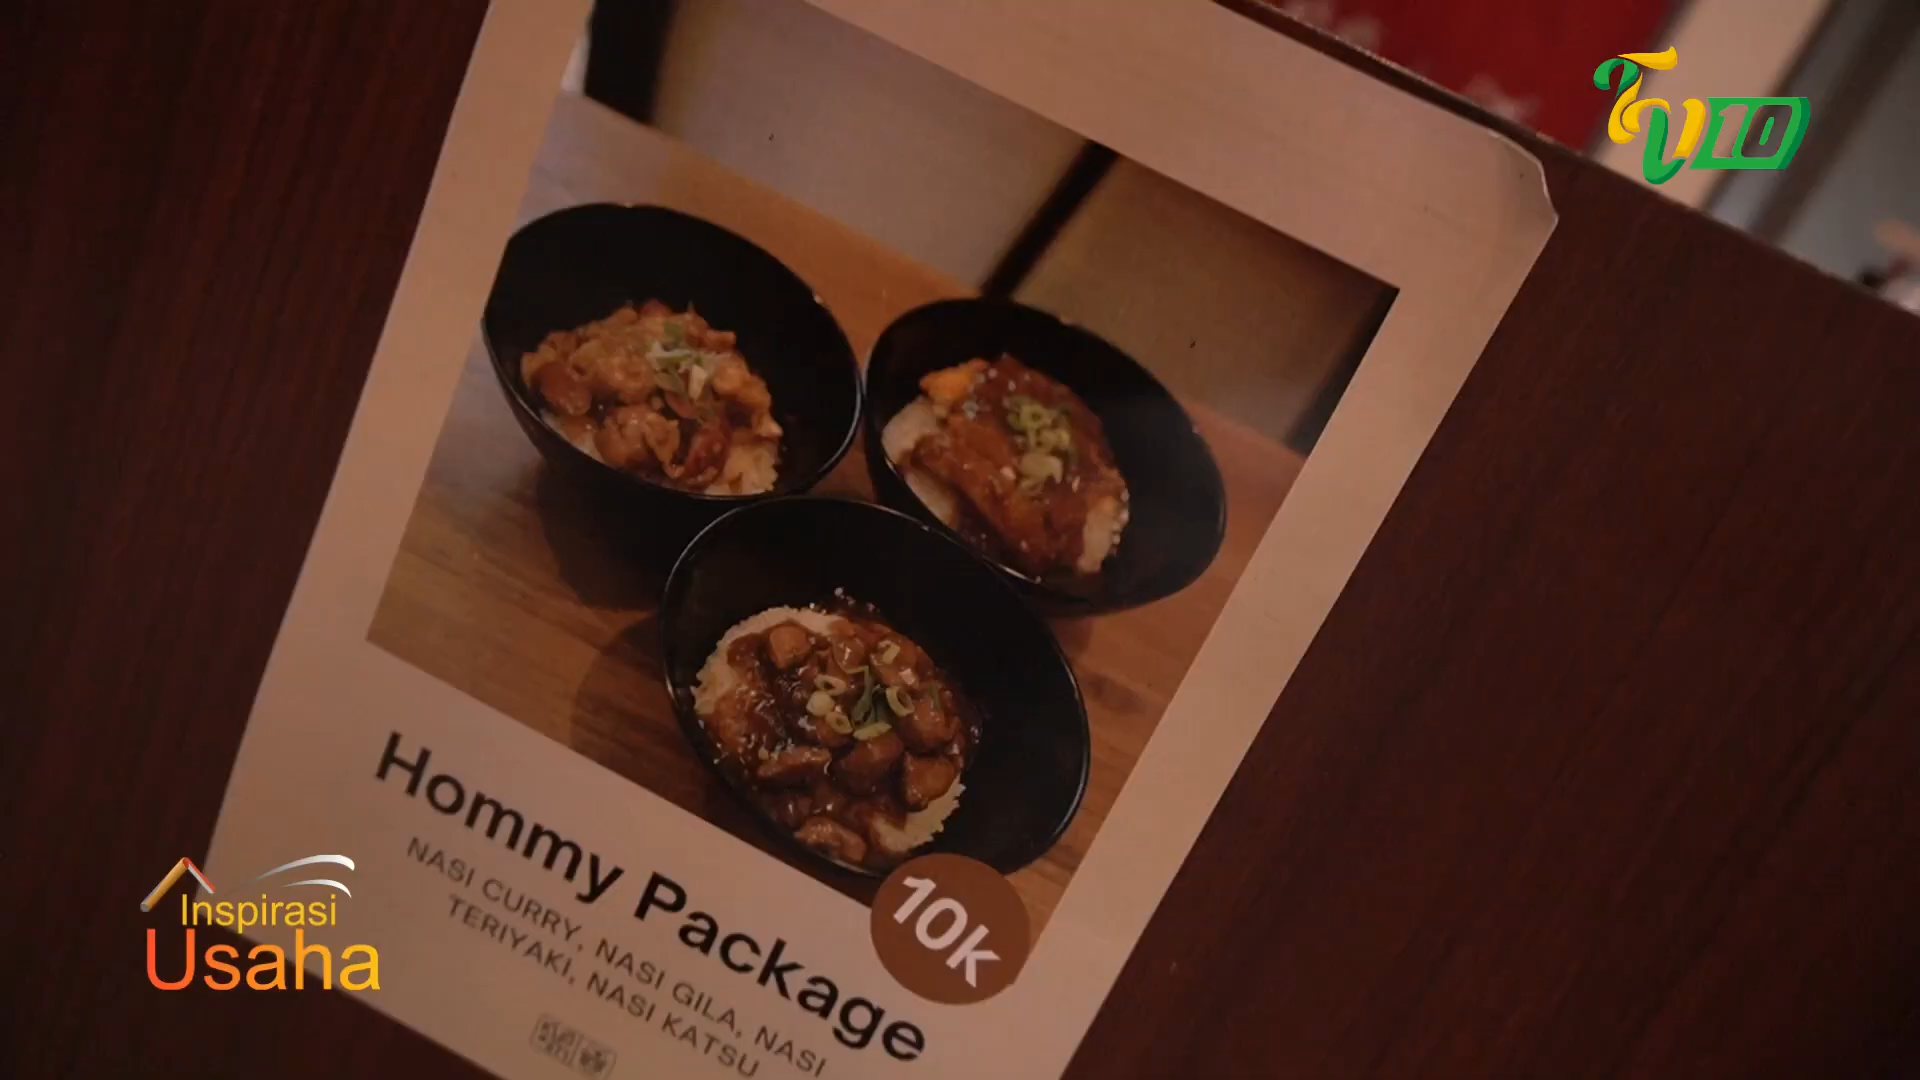 TV10
10k
Hommy Package
NASI CURRY, NASI GILA, NASI
TERIYAKI, NASI KATSU
Inspirasi
Usaha